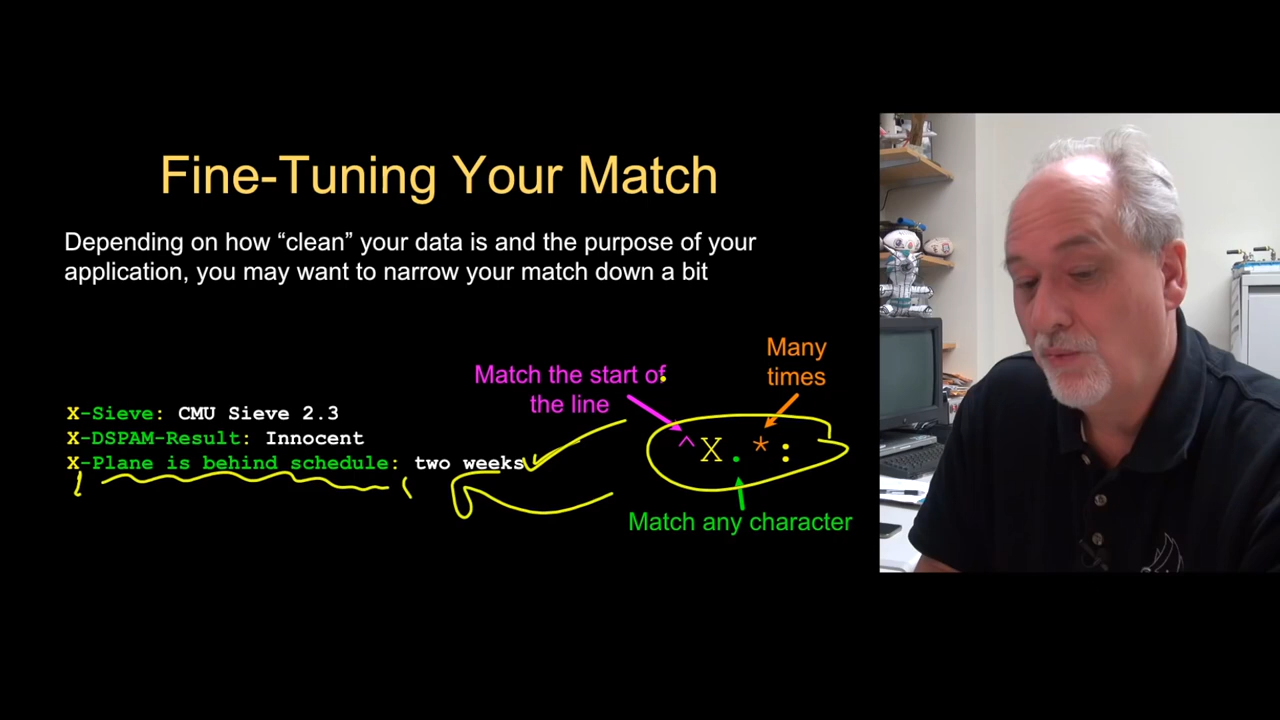 Fine-Tuning Your Match
Depending on how “clean” your data is and the purpose of your
application, you may want to narrow your match down a bit
Many
times
Match the start of
the line
X-Sieve: CMU Sieve 2.3
X-DSPAM-Result: Innocent
X-Plane is behind schedule: two weeks
^X.*:
Match any character